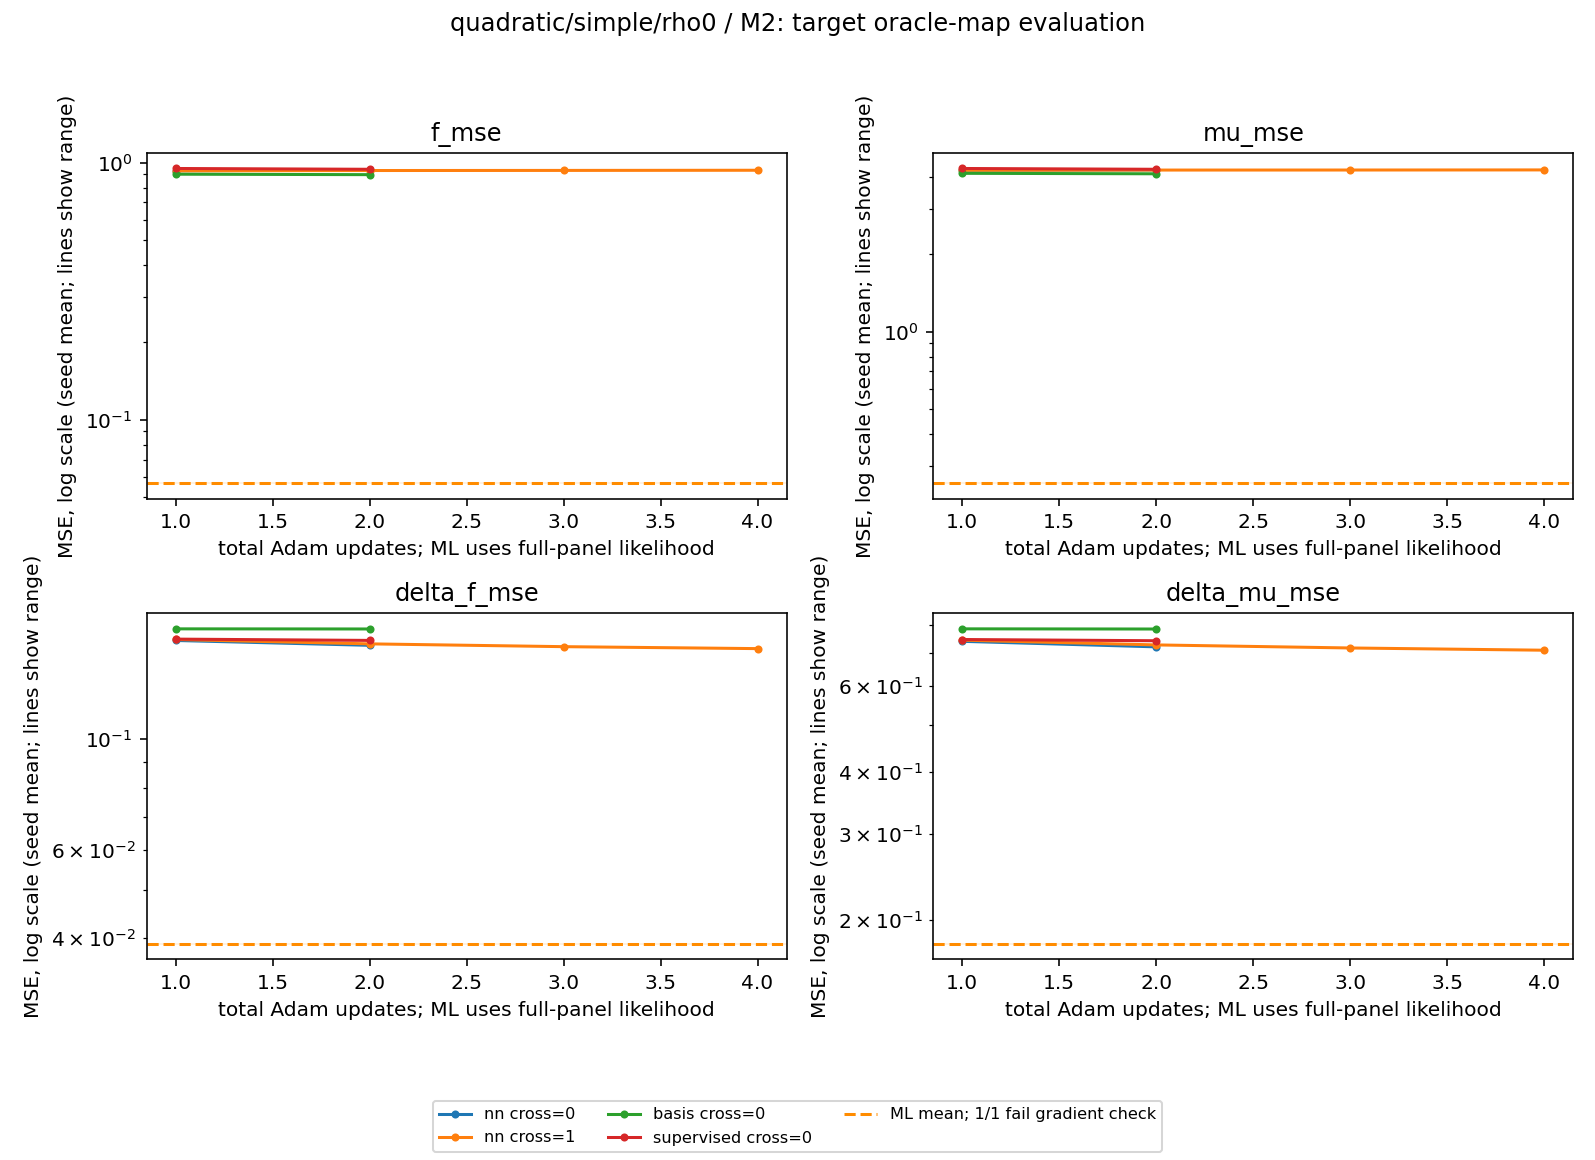 quadratic/simple/rho0 / M2: target oracle-map evaluation
f_mse
MSE, log scale (seed mean; lines show range)
10⁰
10⁻¹
1.0 1.5 2.0 2.5 3.0 3.5 4.0
total Adam updates; ML uses full-panel likelihood
mu_mse
MSE, log scale (seed mean; lines show range)
10⁰
1.0 1.5 2.0 2.5 3.0 3.5 4.0
total Adam updates; ML uses full-panel likelihood
delta_f_mse
MSE, log scale (seed mean; lines show range)
10⁻¹
6 × 10⁻²
4 × 10⁻²
1.0 1.5 2.0 2.5 3.0 3.5 4.0
total Adam updates; ML uses full-panel likelihood
delta_mu_mse
MSE, log scale (seed mean; lines show range)
6 × 10⁻¹
4 × 10⁻¹
3 × 10⁻¹
2 × 10⁻¹
1.0 1.5 2.0 2.5 3.0 3.5 4.0
total Adam updates; ML uses full-panel likelihood
nn cross=0
nn cross=1
basis cross=0
supervised cross=0
ML mean; 1/1 fail gradient check